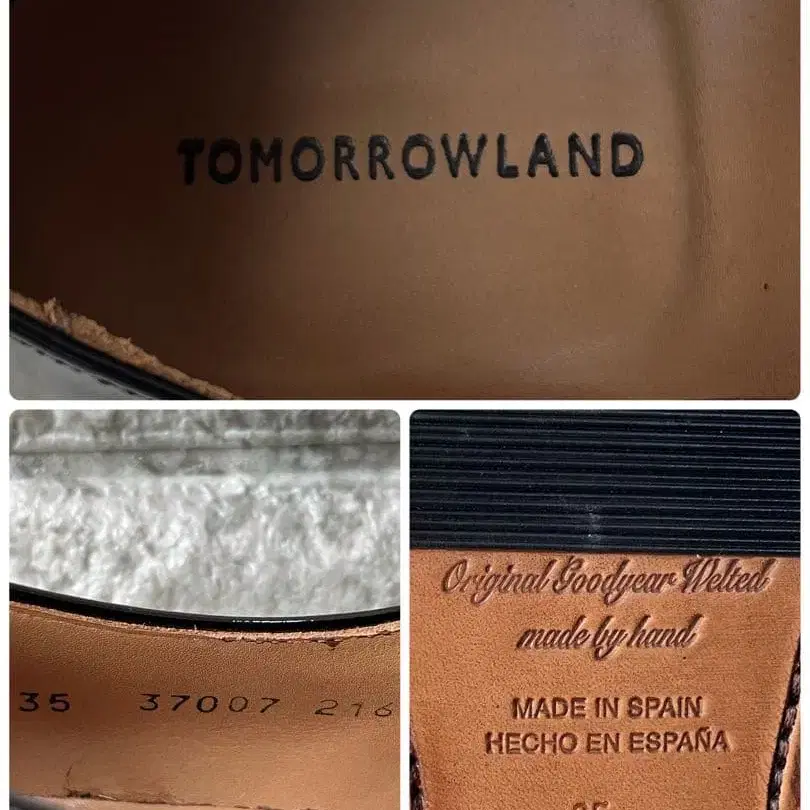 TOMORROWLAND
35 37007 216
Original Goodyear Welted
made by hand
MADE IN SPAIN
HECHO EN ESPAÑA